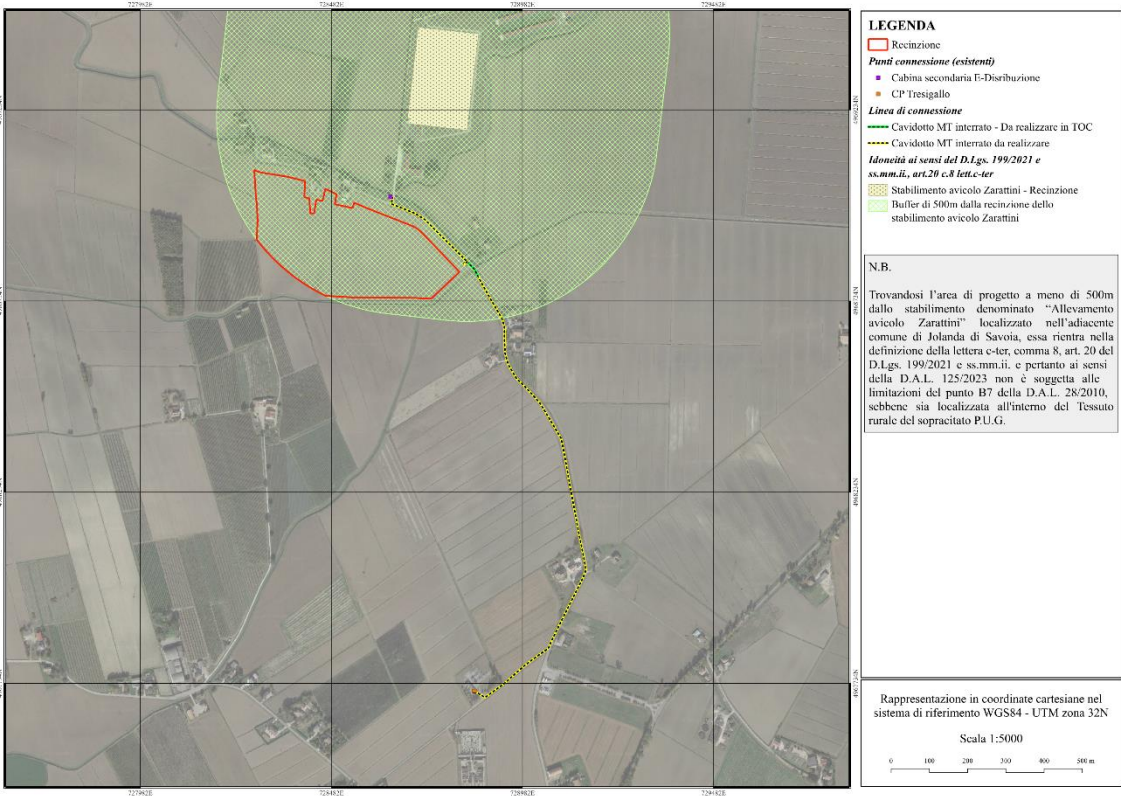 727982E
728482E
728982E
729482E
4968724N
4968234N
LEGENDA
Recinzione
Punti connessione (esistenti)
Cabina secondaria E-Disribuzione
CP Tresigallo
Linea di connessione
Cavidotto MT interrato - Da realizzare in TOC
Cavidotto MT interrato da realizzare
Idoneità ai sensi del D.Lgs. 199/2021 e
ss.mm.ii., art.20 c.8 lett.c-ter
Stabilimento avicolo Zarattini - Recinzione
Buffer di 500m dalla recinzione dello
stabilimento avicolo Zarattini
N.B.
Trovandosi l'area di progetto a meno di 500m
dallo stabilimento denominato “Allevamento
avicolo Zarattini” localizzato nell'adiacente
comune di Jolanda di Savoia, essa rientra nella
definizione della lettera c-ter, comma 8, art. 20 del
D.Lgs. 199/2021 e ss.mm.ii. e pertanto ai sensi
della D.A.L. 125/2023 non è soggetta alle
limitazioni del punto B7 della D.A.L. 28/2010,
sebbene sia localizzata all'interno del Tessuto
rurale del sopracitato P.U.G.
Rappresentazione in coordinate cartesiane nel
sistema di riferimento WGS84 - UTM zona 32N
Scala 1:5000
0 100 200 300 400 500 m
727982E
728482E
728982E
729482E